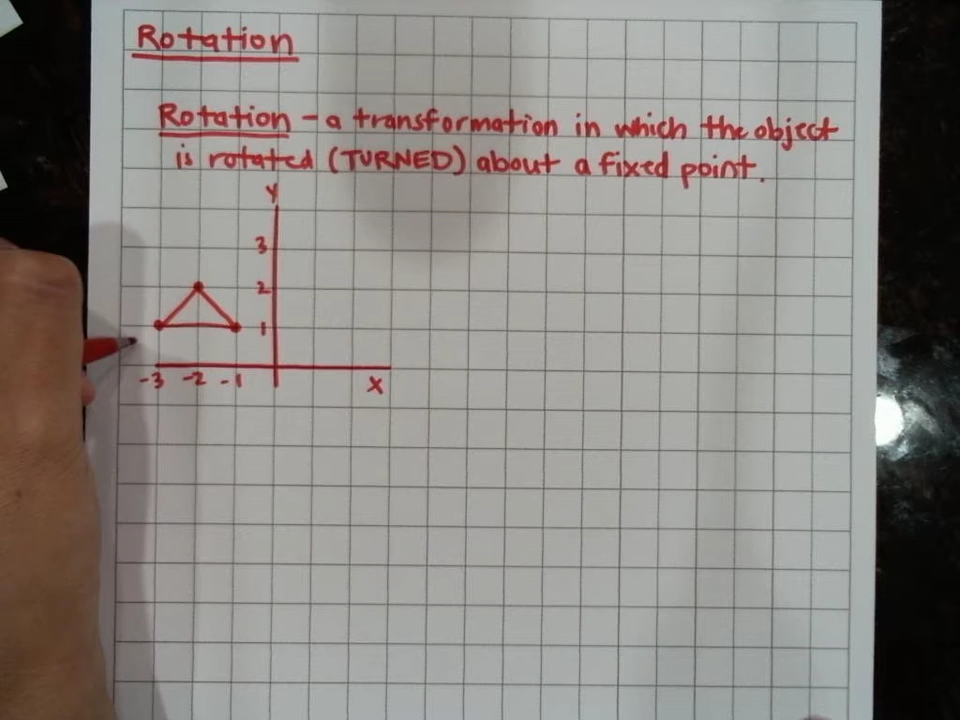 Rotation
Rotation - a transformation in which the object
is rotated (TURNED) about a fixed point.
Y
3
2
1
-3 -2 -1 X